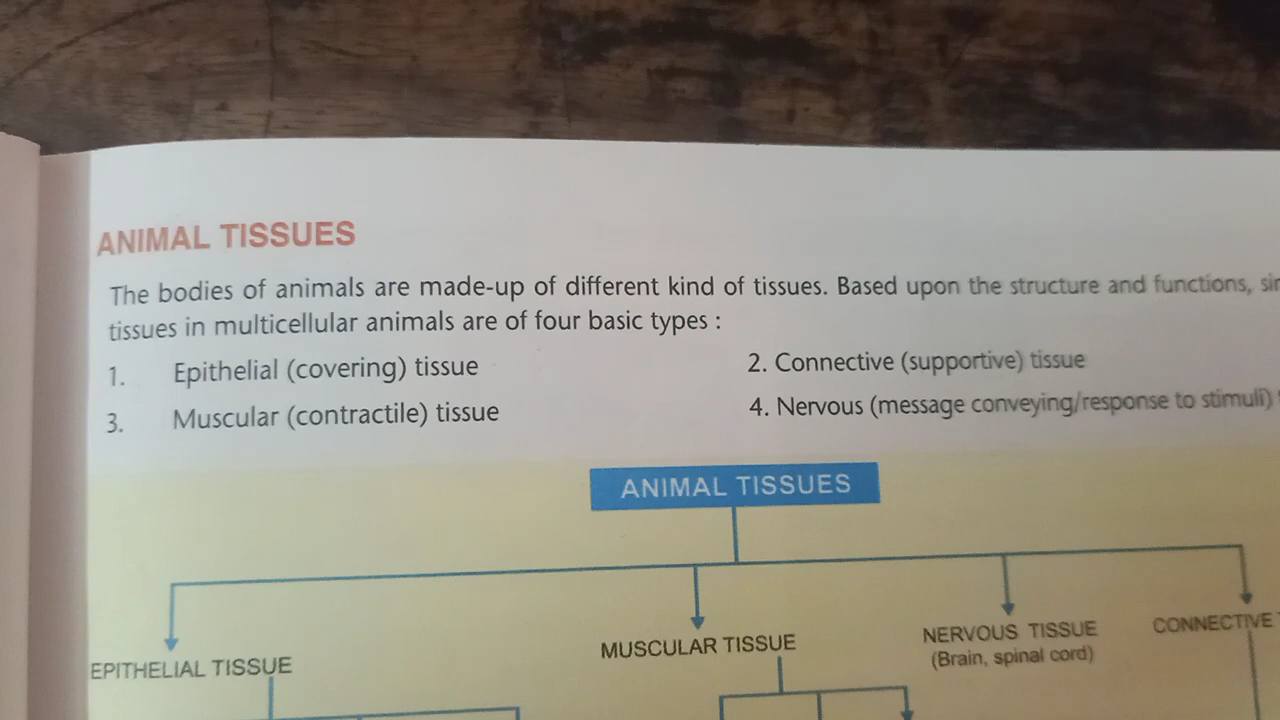 ANIMAL TISSUES
The bodies of animals are made-up of different kind of tissues. Based upon the structure and functions,
tissues in multicellular animals are of four basic types :
1. Epithelial (covering) tissue
2. Connective (supportive) tissue
3. Muscular (contractile) tissue
4. Nervous (message conveying/response to stimuli)
ANIMAL TISSUES
EPITHELIAL TISSUE
MUSCULAR TISSUE
NERVOUS TISSUE
(Brain, spinal cord)
CONNECTIVE